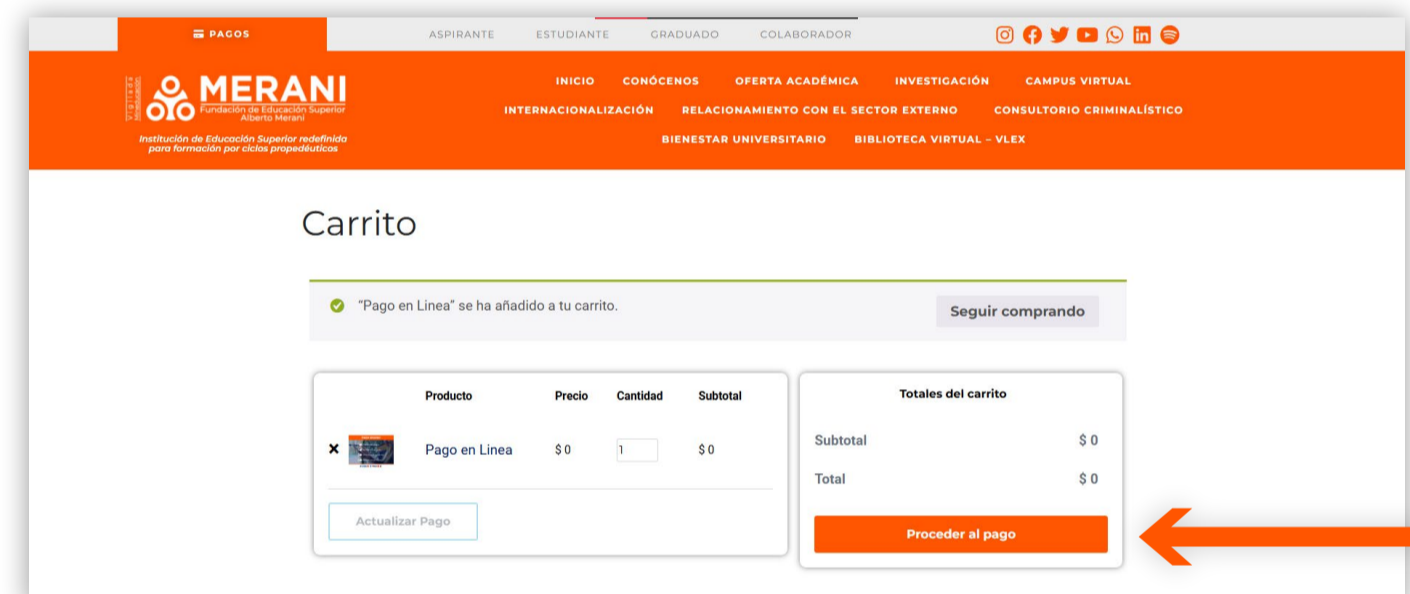 PAGOS
ASPIRANTE ESTUDIANTE GRADUADO COLABORADOR
MERANI
Fundación de Educación Superior
Alberto Merani
Institución de Educación Superior redefinida
para formación por ciclos propedéuticos
INICIO CONÓCENOS OFERTA ACADÉMICA INVESTIGACIÓN CAMPUS VIRTUAL
INTERNACIONALIZACIÓN RELACIONAMIENTO CON EL SECTOR EXTERNO CONSULTORIO CRIMINALÍSTICO
BIENESTAR UNIVERSITARIO BIBLIOTECA VIRTUAL – VLEX
Carrito
"Pago en Linea" se ha añadido a tu carrito.
Seguir comprando
Producto Precio Cantidad Subtotal
Pago en Linea $ 0 1 $ 0
Actualizar Pago
Totales del carrito
Subtotal $ 0
Total $ 0
Proceder al pago